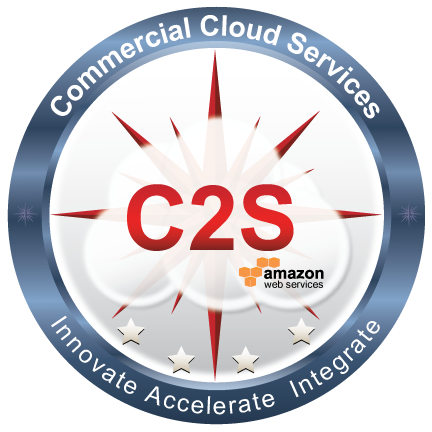 Commercial Cloud Services
C2S
amazon
web services
Innovate Accelerate Integrate